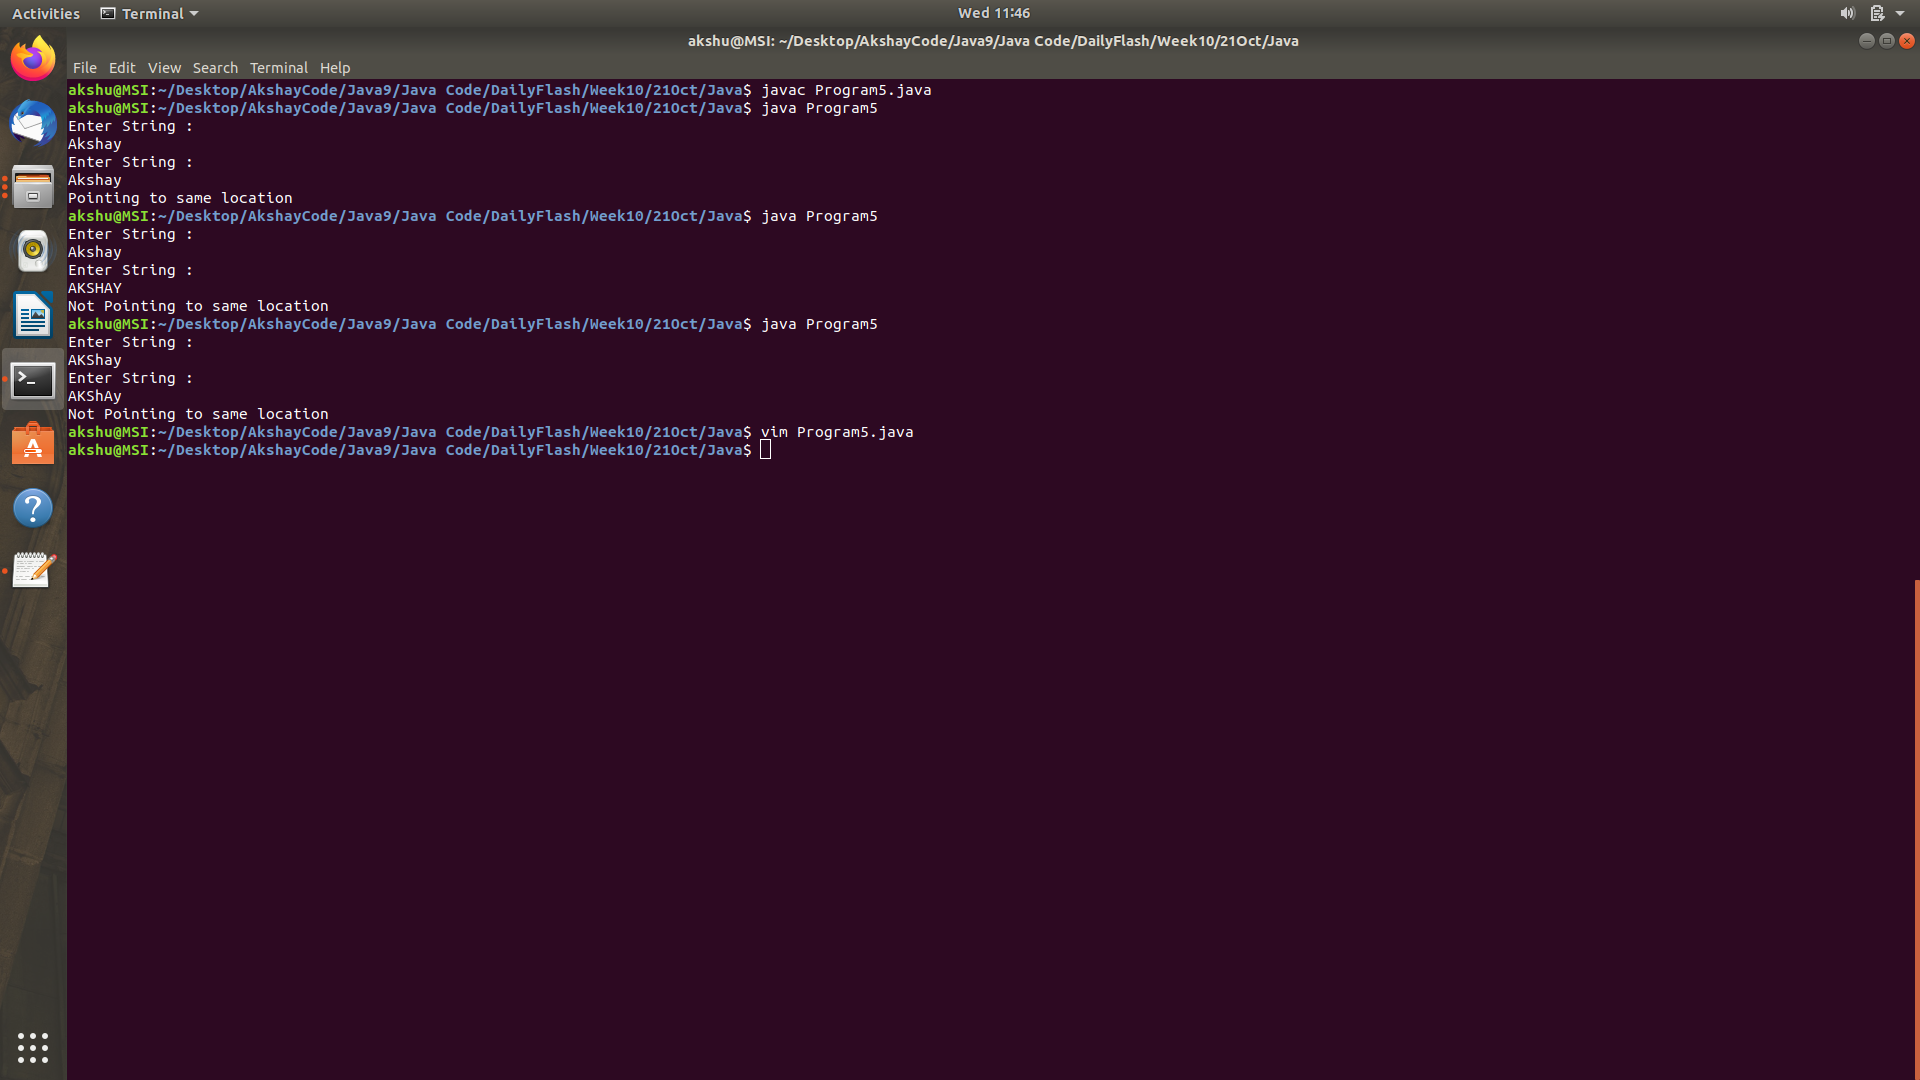 Activities Terminal Wed 11:46
akshu@MSI: ~/Desktop/AkshayCode/Java9/Java Code/DailyFlash/Week10/21Oct/Java
File Edit View Search Terminal Help
akshu@MSI:~/Desktop/AkshayCode/Java9/Java Code/DailyFlash/Week10/21Oct/Java$ javac Program5.java
akshu@MSI:~/Desktop/AkshayCode/Java9/Java Code/DailyFlash/Week10/21Oct/Java$ java Program5
Enter String :
Akshay
Enter String :
Akshay
Pointing to same location
akshu@MSI:~/Desktop/AkshayCode/Java9/Java Code/DailyFlash/Week10/21Oct/Java$ java Program5
Enter String :
Akshay
Enter String :
AKSHAY
Not Pointing to same location
akshu@MSI:~/Desktop/AkshayCode/Java9/Java Code/DailyFlash/Week10/21Oct/Java$ java Program5
Enter String :
AKShay
Enter String :
AKShAy
Not Pointing to same location
akshu@MSI:~/Desktop/AkshayCode/Java9/Java Code/DailyFlash/Week10/21Oct/Java$ vim Program5.java
akshu@MSI:~/Desktop/AkshayCode/Java9/Java Code/DailyFlash/Week10/21Oct/Java$